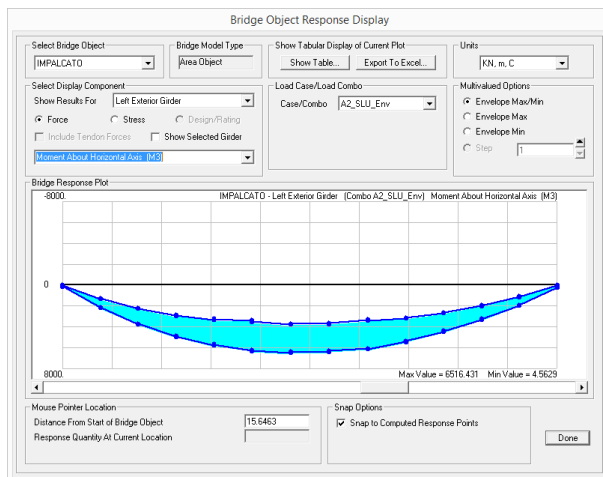 Bridge Object Response Display
Select Bridge Object
IMPALCATO
Bridge Model Type
Area Object
Show Tabular Display of Current Plot
Show Table...
Export To Excel...
Units
KN, m, C
Select Display Component
Show Results For
Left Exterior Girder
Force
Stress
Design/Rating
Include Tendon Forces
Show Selected Girder
Moment About Horizontal Axis (M3)
Load Case/Load Combo
Case/Combo
A2_SLU_Env
Multivalued Options
Envelope Max/Min
Envelope Max
Envelope Min
Step
1
Bridge Response Plot
-8000.
IMPALCATO - Left Exterior Girder (Combo A2_SLU_Env) Moment About Horizontal Axis (M3)
0
8000.
Max Value = 6516.431 Min Value = 4.5629
Mouse Pointer Location
Distance From Start of Bridge Object
15.6463
Response Quantity At Current Location
Snap Options
Snap to Computed Response Points
Done